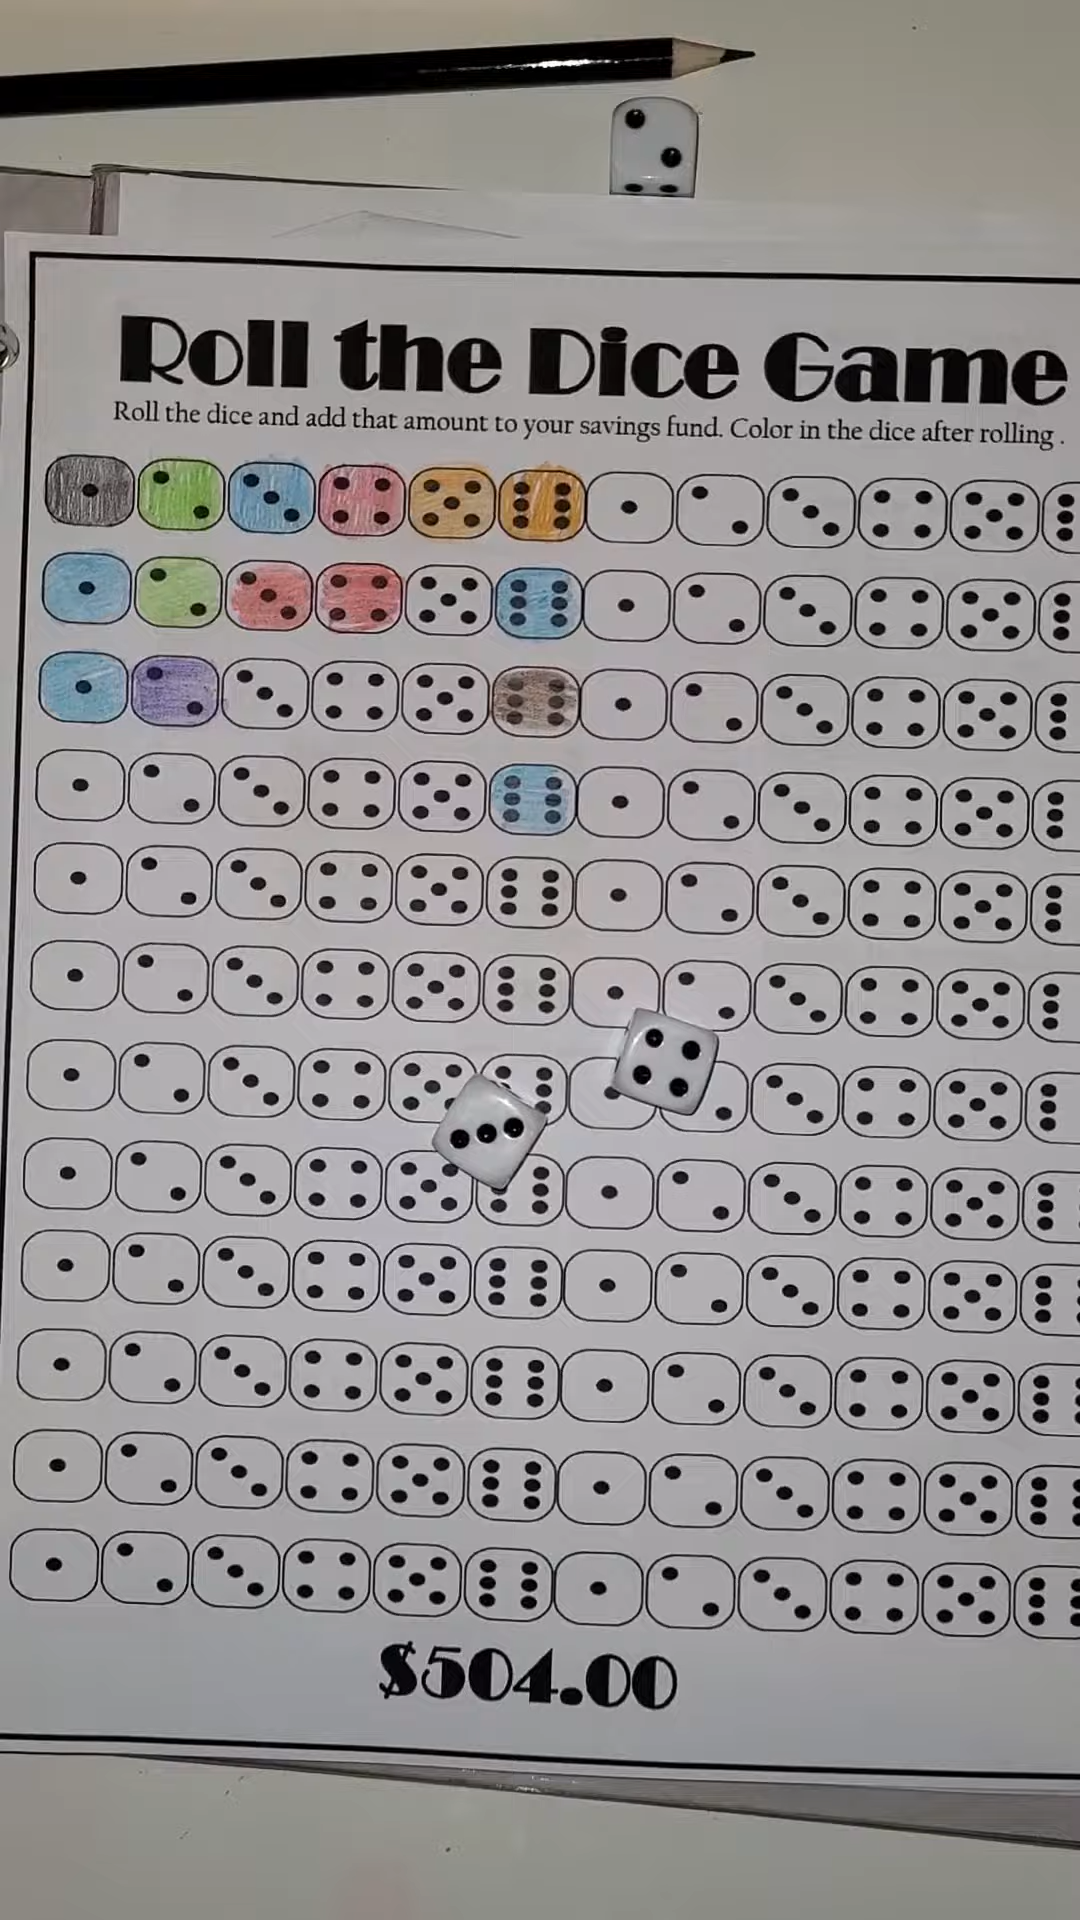 Roll the Dice Game
Roll the dice and add that amount to your savings fund. Color in the dice after rolling .
$504.00